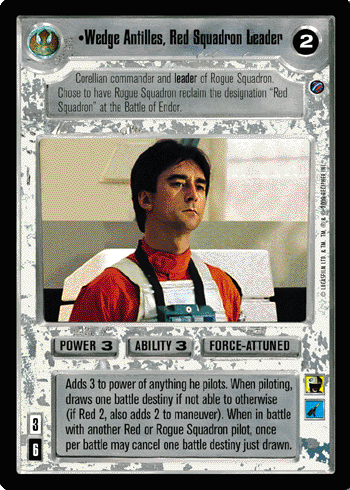 •Wedge Antilles, Red Squadron Leader
2
Corellian commander and leader of Rogue Squadron.
Chose to have Rogue Squadron reclaim the designation "Red
Squadron" at the Battle of Endor.
POWER 3 ABILITY 3 FORCE-ATTUNED
Adds 3 to power of anything he pilots. When piloting,
draws one battle destiny if not able to otherwise
(if Red 2, also adds 2 to maneuver). When in battle
with another Red or Rogue Squadron pilot, once
per battle may cancel one battle destiny just drawn.
3
6